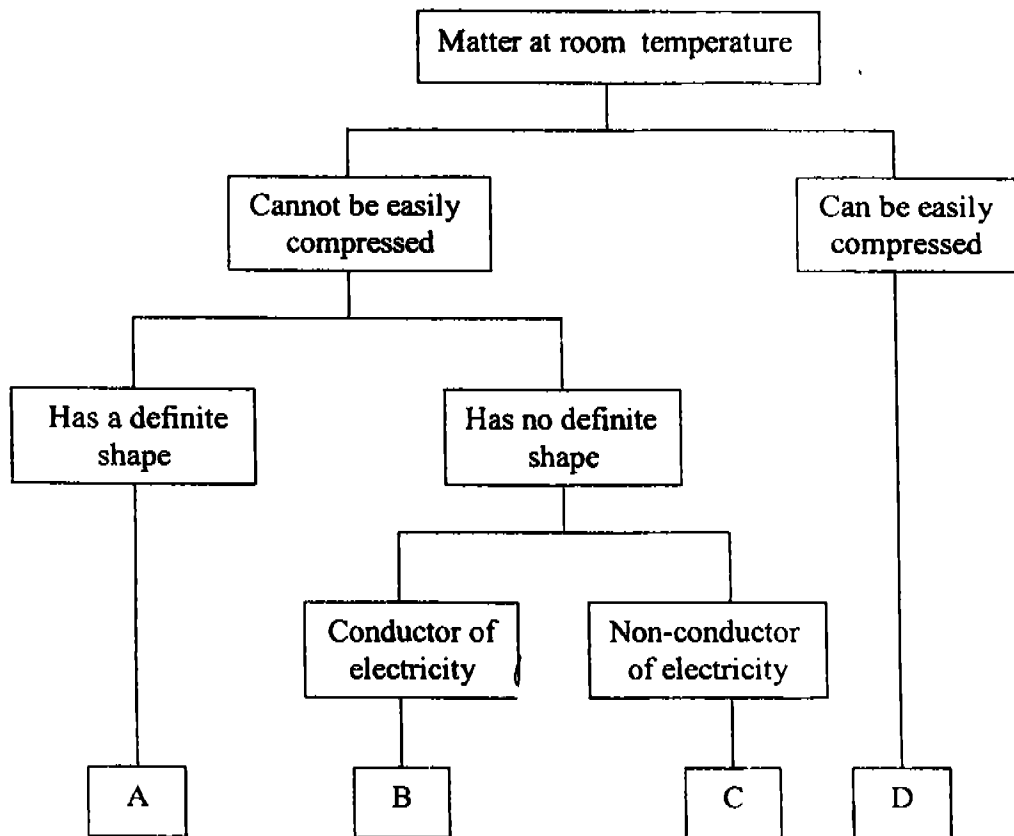 Matter at room temperature
Cannot be easily
compressed
Can be easily
compressed
Has a definite
shape
Has no definite
shape
Conductor of
electricity
Non-conductor
of electricity
A
B
C
D